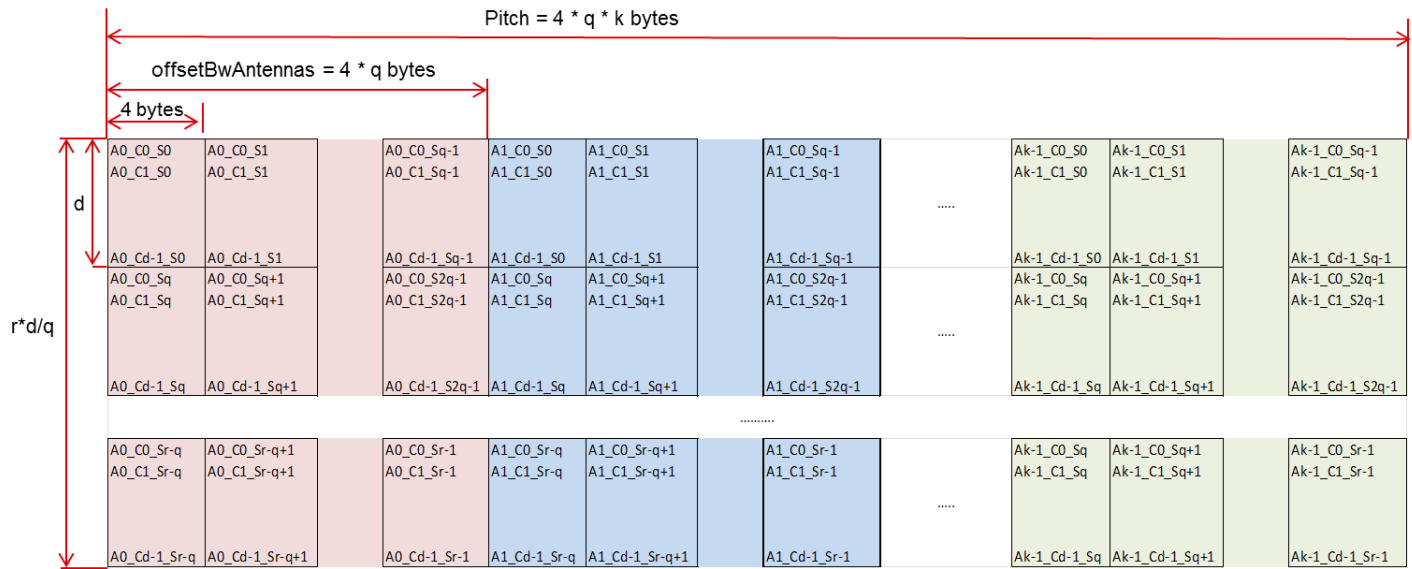 Pitch = 4 * q * k bytes
offsetBwAntennas = 4 * q bytes
4 bytes
A0_C0_S0 A0_C0_S1 A0_C0_Sq-1 A1_C0_S0 A1_C0_S1 A1_C0_Sq-1 Ak-1_C0_S0 Ak-1_C0_S1 Ak-1_C0_Sq-1
A0_C1_S0 A0_C1_S1 A0_C1_Sq-1 A1_C1_S0 A1_C1_S1 A1_C1_Sq-1 Ak-1_C1_S0 Ak-1_C1_S1 Ak-1_C1_Sq-1
d .....
A0_Cd-1_S0 A0_Cd-1_S1 A0_Cd-1_Sq-1 A1_Cd-1_S0 A1_Cd-1_S1 A1_Cd-1_Sq-1 Ak-1_Cd-1_S0 Ak-1_Cd-1_S1 Ak-1_Cd-1_Sq-1
A0_C0_Sq A0_C0_Sq+1 A0_C0_S2q-1 A1_C0_Sq A1_C0_Sq+1 A1_C0_S2q-1 Ak-1_C0_Sq Ak-1_C0_Sq+1 Ak-1_C0_S2q-1
A0_C1_Sq A0_C1_Sq+1 A0_C1_S2q-1 A1_C1_Sq A1_C1_Sq+1 A1_C1_S2q-1 Ak-1_C1_Sq Ak-1_C1_Sq+1 Ak-1_C1_S2q-1
r*d/q .....
A0_Cd-1_Sq A0_Cd-1_Sq+1 A0_Cd-1_S2q-1 A1_Cd-1_Sq A1_Cd-1_Sq+1 A1_Cd-1_S2q-1 Ak-1_Cd-1_Sq Ak-1_Cd-1_Sq+1 Ak-1_Cd-1_S2q-1
..........
A0_C0_Sr-q A0_C0_Sr-q+1 A0_C0_Sr-1 A1_C0_Sr-q A1_C0_Sr-q+1 A1_C0_Sr-1 Ak-1_C0_Sq Ak-1_C0_Sq+1 Ak-1_C0_Sr-1
A0_C1_Sr-q A0_C1_Sr-q+1 A0_C1_Sr-1 A1_C1_Sr-q A1_C1_Sr-q+1 A1_C1_Sr-1 Ak-1_C1_Sq Ak-1_C1_Sq+1 Ak-1_C1_Sr-1
.....
A0_Cd-1_Sr-q A0_Cd-1_Sr-q+1 A0_Cd-1_Sr-1 A1_Cd-1_Sr-q A1_Cd-1_Sr-q+1 A1_Cd-1_Sr-1 Ak-1_Cd-1_Sq Ak-1_Cd-1_Sq+1 Ak-1_Cd-1_Sr-1